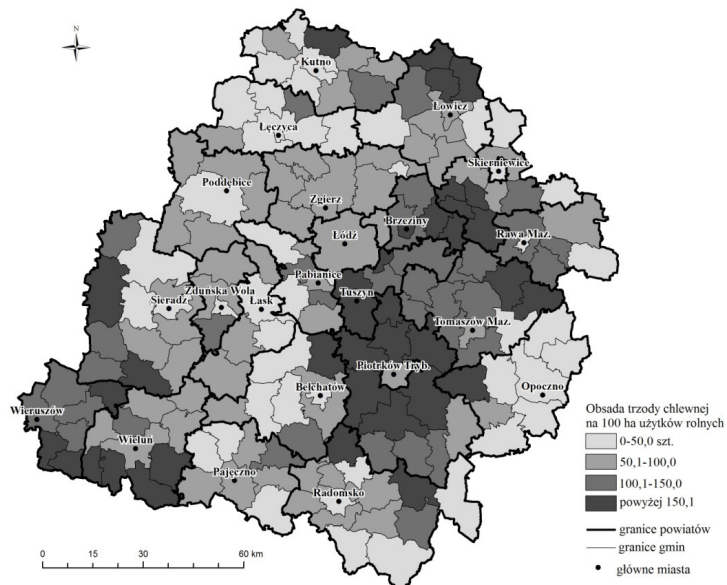 N
Kutno
Łowicz
Łęczyca
Skierniewice
Poddębice
Zgierz
Brzeziny
Rawa Maz.
Łódź
Pabianice
Zduńska Wola
Sieradz
Łask
Tuszyn
Tomaszów Maz.
Piotrków Tryb.
Opoczno
Bełchatów
Wieruszów
Wieluń
Pajęczno
Radomsko
Obsada trzody chlewnej
na 100 ha użytków rolnych
0-50,0 szt.
50,1-100,0
100,1-150,0
powyżej 150,1
granice powiatów
granice gmin
główne miasta
0 15 30 60 km